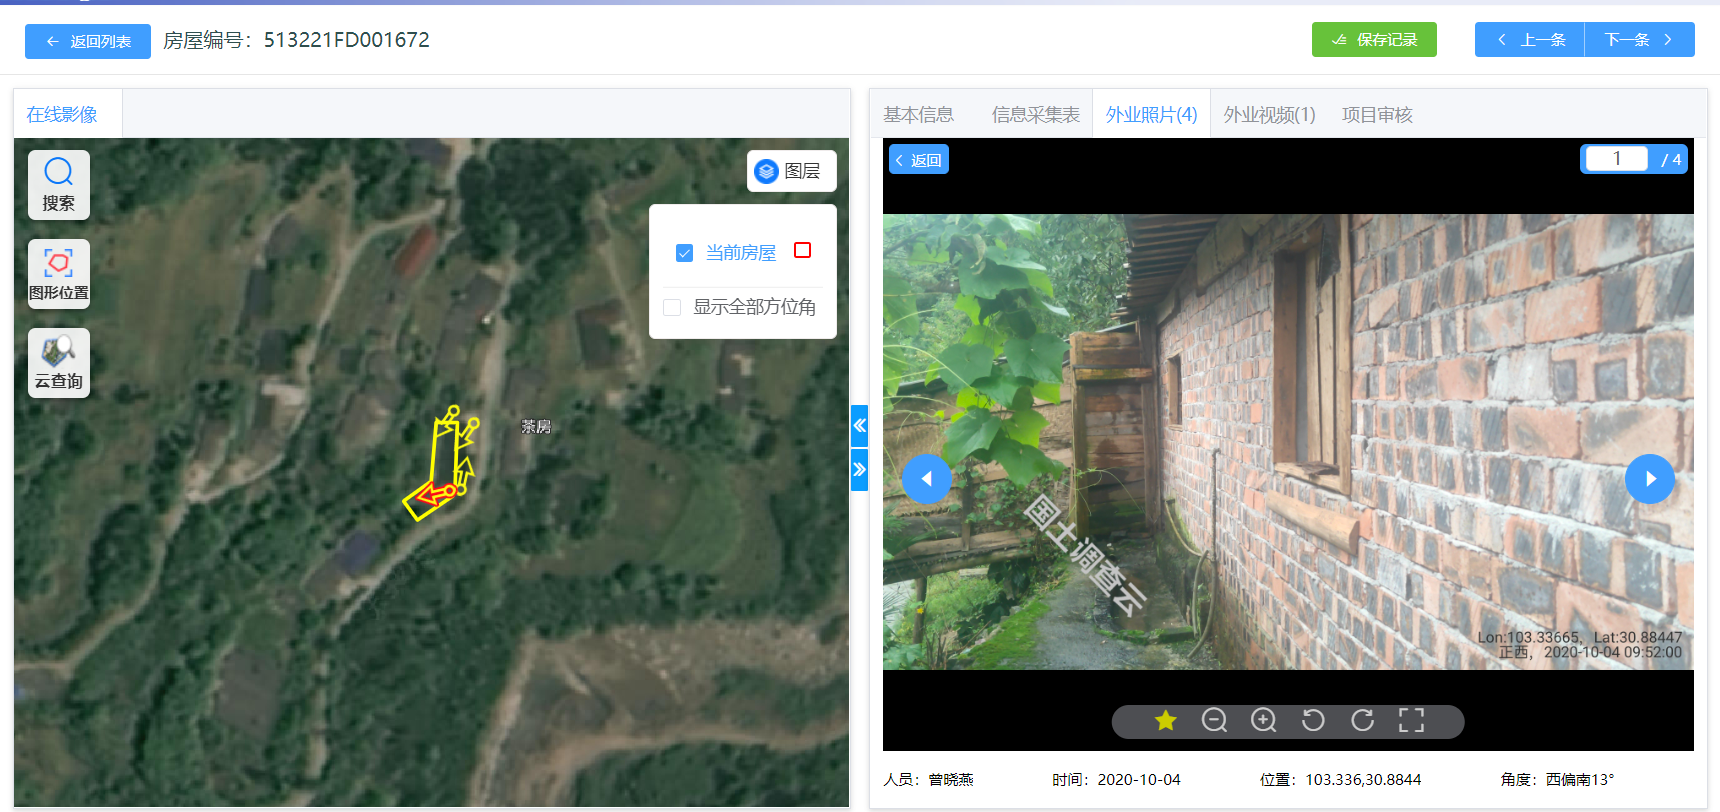 返回列表
房屋编号：513221FD001672
保存记录
上一条
下一条
在线影像
基本信息
信息采集表
外业照片(4)
外业视频(1)
项目审核
搜索
图形位置
云查询
图层
当前房屋
显示全部方位角
茶房
返回
1 / 4
国土调查云
Lon:103.33665, Lat:30.88447
正西，2020-10-04 09:52:00
人员：曾晓燕
时间：2020-10-04
位置：103.336,30.8844
角度：西偏南13°